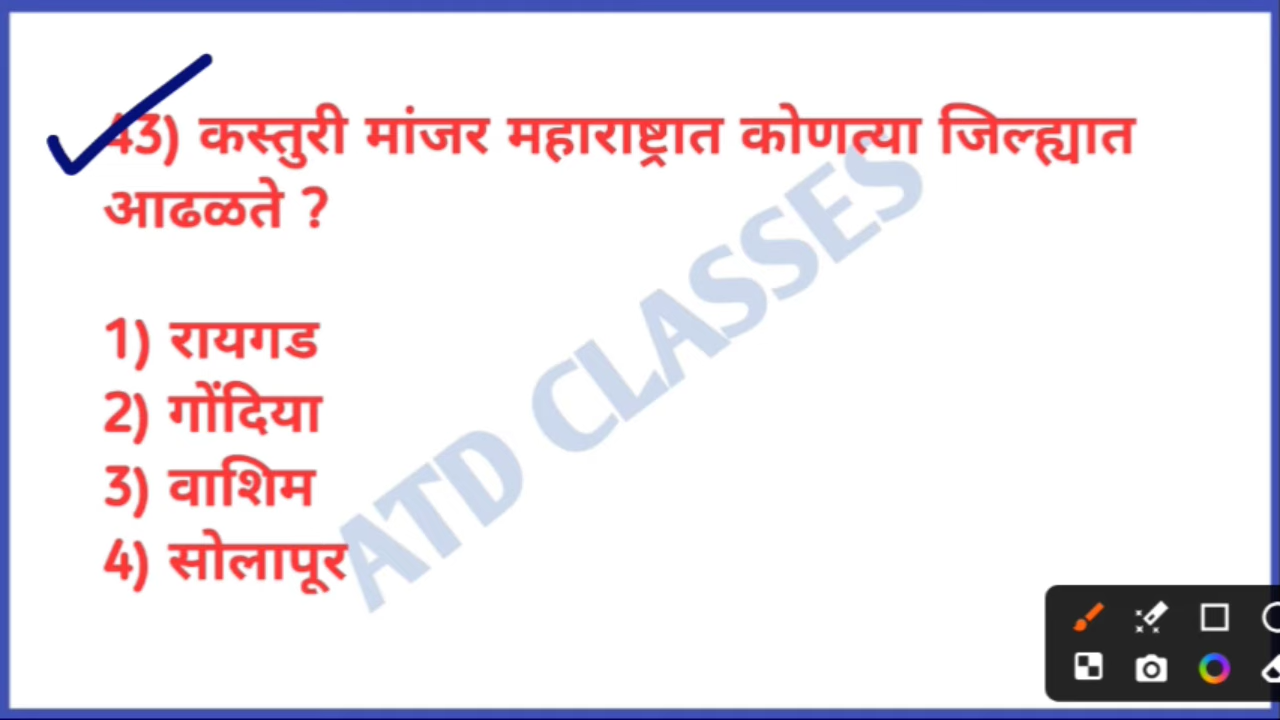 43) कस्तुरी मांजर महाराष्ट्रात कोणत्या जिल्ह्यात
आढळते ?
1) रायगड
2) गोंदिया
3) वाशिम
4) सोलापूर
ATD CLASSES